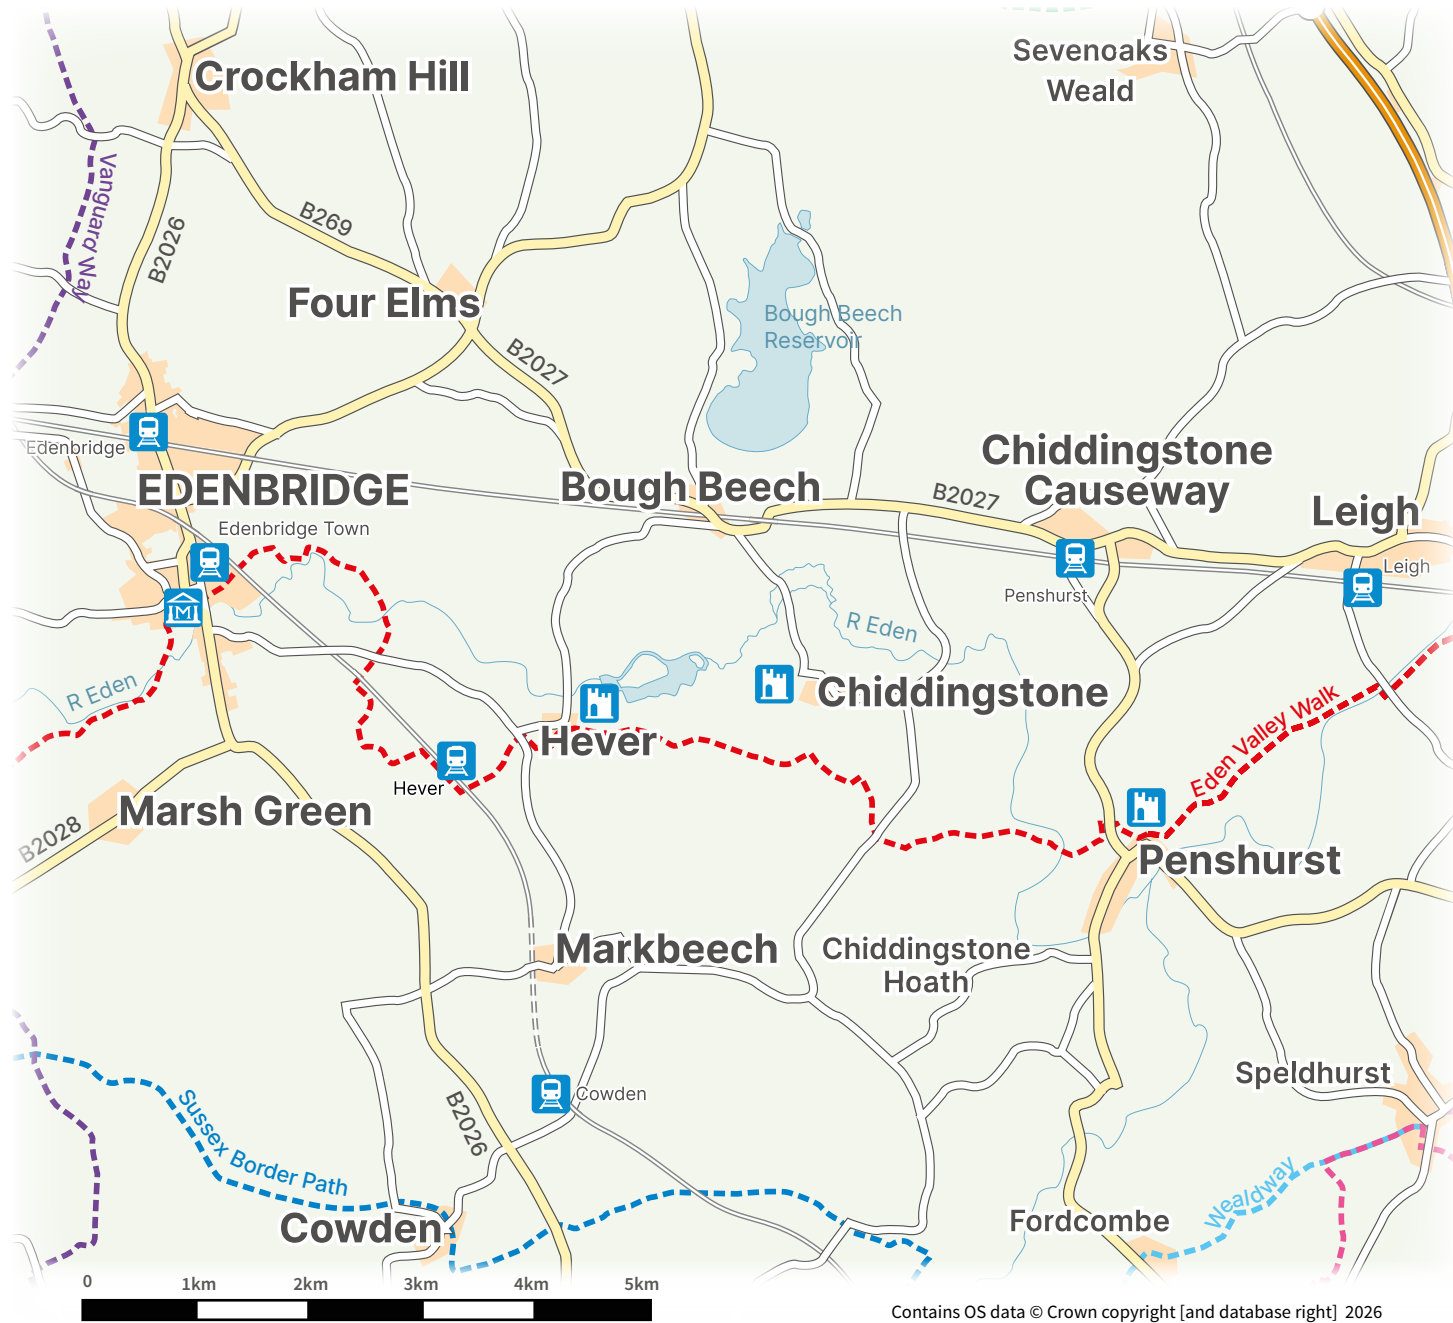 Sevenoaks
Weald
Crockham Hill
Vanguard Way
B269
B2026
Four Elms
Bough Beech
Reservoir
B2027
Edenbridge
Chiddingstone
Causeway
EDENBRIDGE
Bough Beech
B2027
Leigh
Edenbridge Town
Leigh
Penshurst
M
R Eden
R Eden
Chiddingstone
Eden Valley Walk
Hever
Hever
Marsh Green
B2028
Penshurst
Markbeech
Chiddingstone
Hoath
Speldhurst
Cowden
Sussex Border Path
B2026
Wealdway
Cowden
Fordcombe
0 1km 2km 3km 4km 5km
Contains OS data © Crown copyright [and database right] 2026